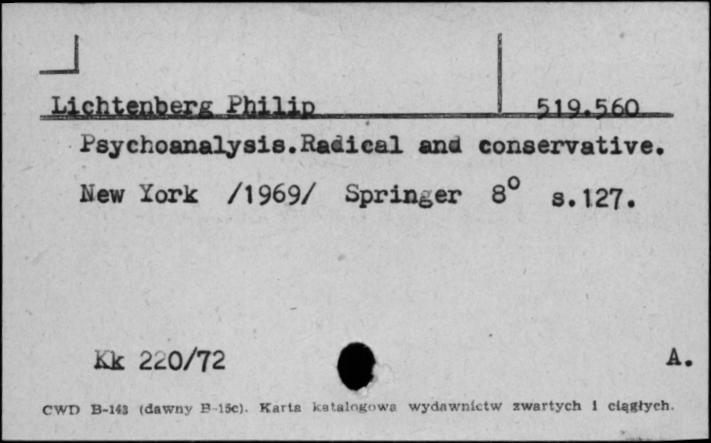 Lichtenberg Philip 519.560
Psychoanalysis.Radical and conservative.
New York /1969/ Springer 8° s.127.
Kk 220/72 A.
CWD B-143 (dawny B-15c). Karta katalogowa wydawnictw zwartych i ciągłych.